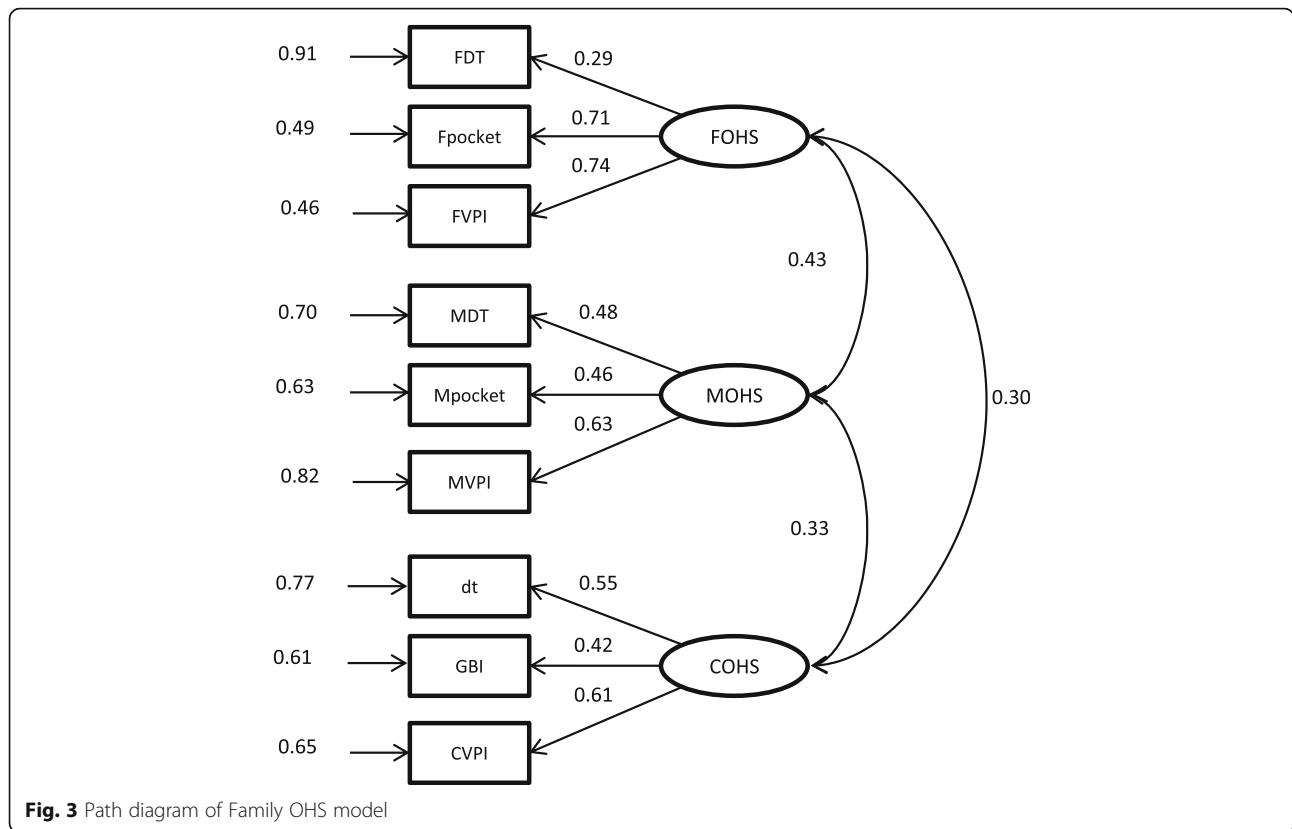 0.91 FDT 0.29
0.49 Fpocket 0.71 FOHS
0.74
0.46 FVPI
0.43
0.70 MDT 0.48
0.63 Mpocket 0.46 MOHS 0.30
0.63
0.82 MVPI
0.33
0.77 dt 0.55
0.61 GBI 0.42 COHS
0.61
0.65 CVPI
Fig. 3 Path diagram of Family OHS model